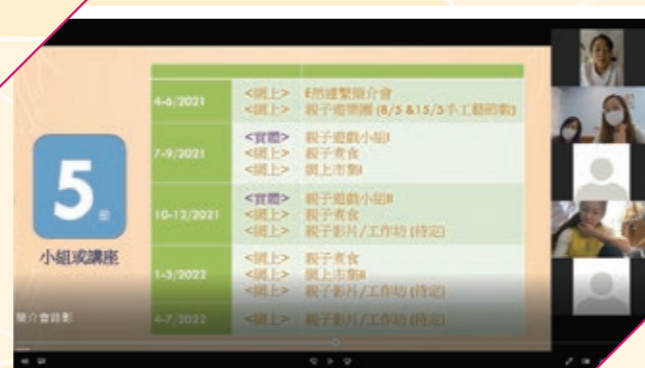 4-6/2021
<網上> E然連繫簡介會
<網上> 親子遊樂團 (8/5 &15/5手工藝節數)
7-9/2021
<實體> 親子遊戲小組I
<網上> 親子煮食
<網上> 網上市集I
10-12/2021
<實體> 親子遊戲小組II
<網上> 親子煮食
<網上> 親子影片/工作坊 (待定)
1-3/2022
<網上> 親子煮食
<網上> 網上市集II
<網上> 親子影片/工作坊 (待定)
4-7/2022
<網上> 親子影片/工作坊 (待定)
5
小組或講座
簡介會錄影